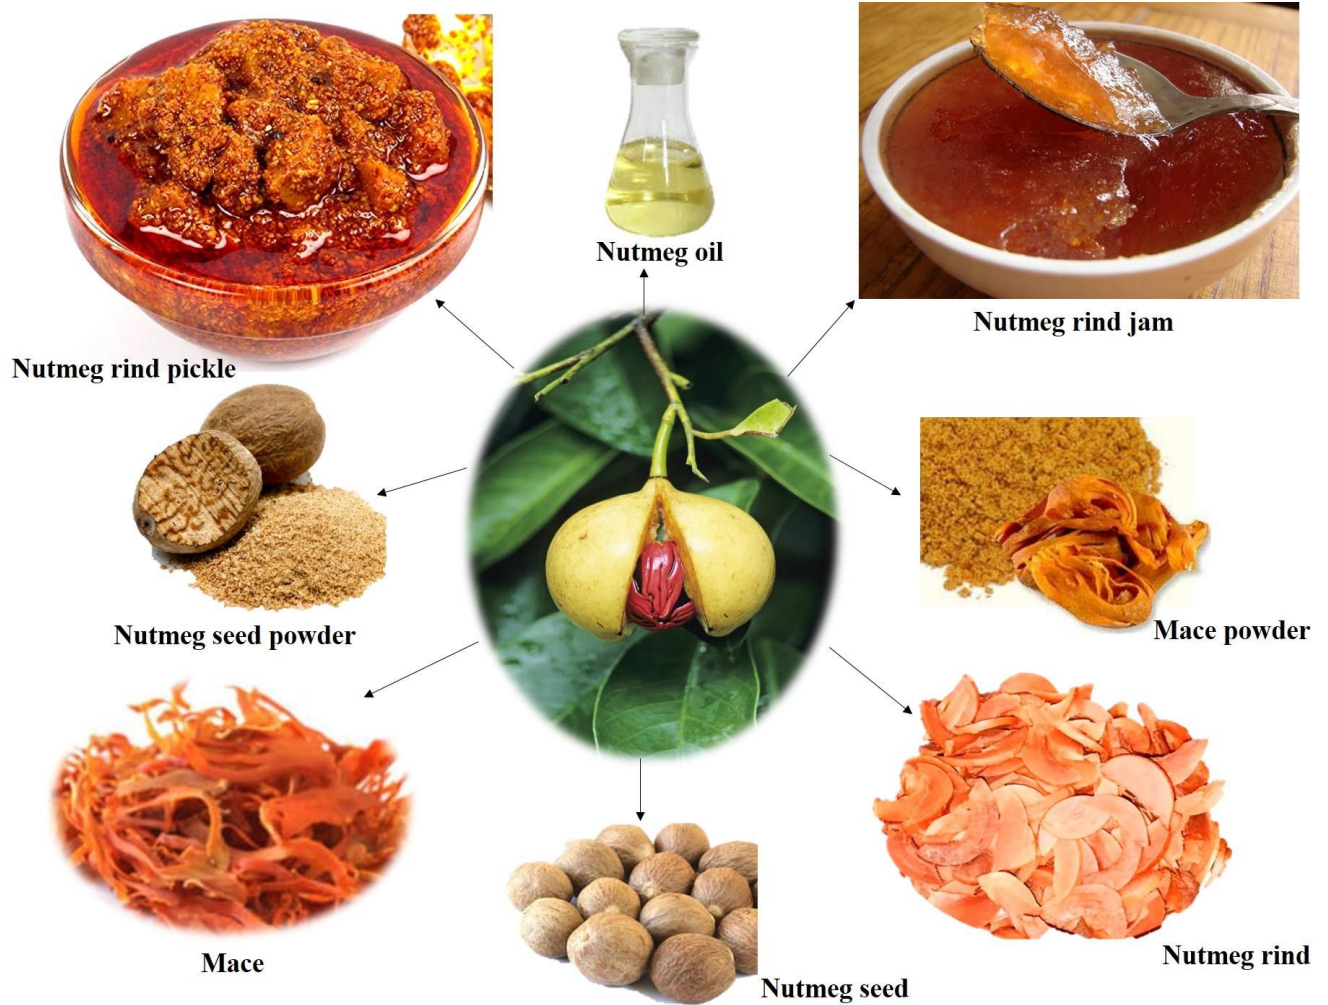 Nutmeg oil
Nutmeg rind jam
Nutmeg rind pickle
Nutmeg seed powder
Mace powder
Mace
Nutmeg rind
Nutmeg seed